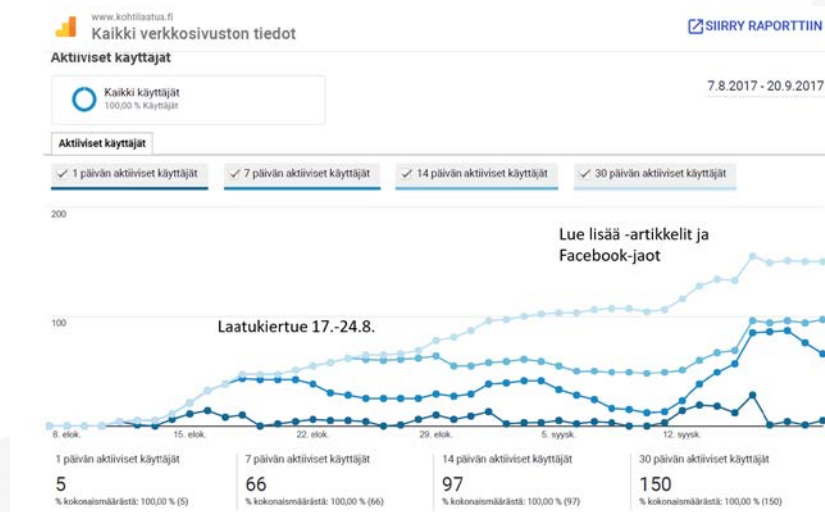 www.kohtilaatua.fi
Kaikki verkkosivuston tiedot
SIIRRY RAPORTTIIN
Aktiiviset käyttäjät
Kaikki käyttäjät
100,00 % Käyttäjät
7.8.2017 - 20.9.2017
Aktiiviset käyttäjät
1 päivän aktiiviset käyttäjät
7 päivän aktiiviset käyttäjät
14 päivän aktiiviset käyttäjät
30 päivän aktiiviset käyttäjät
200
Lue lisää -artikkelit ja
Facebook-jaot
100
Laatukiertue 17.-24.8.
8. elok.
15. elok.
22. elok.
29. elok.
5. syysk.
12. syysk.
1 päivän aktiiviset käyttäjät
5
% kokonaismäärästä: 100,00 % (5)
7 päivän aktiiviset käyttäjät
66
% kokonaismäärästä: 100,00 % (66)
14 päivän aktiiviset käyttäjät
97
% kokonaismäärästä: 100,00 % (97)
30 päivän aktiiviset käyttäjät
150
% kokonaismäärästä: 100,00 % (150)